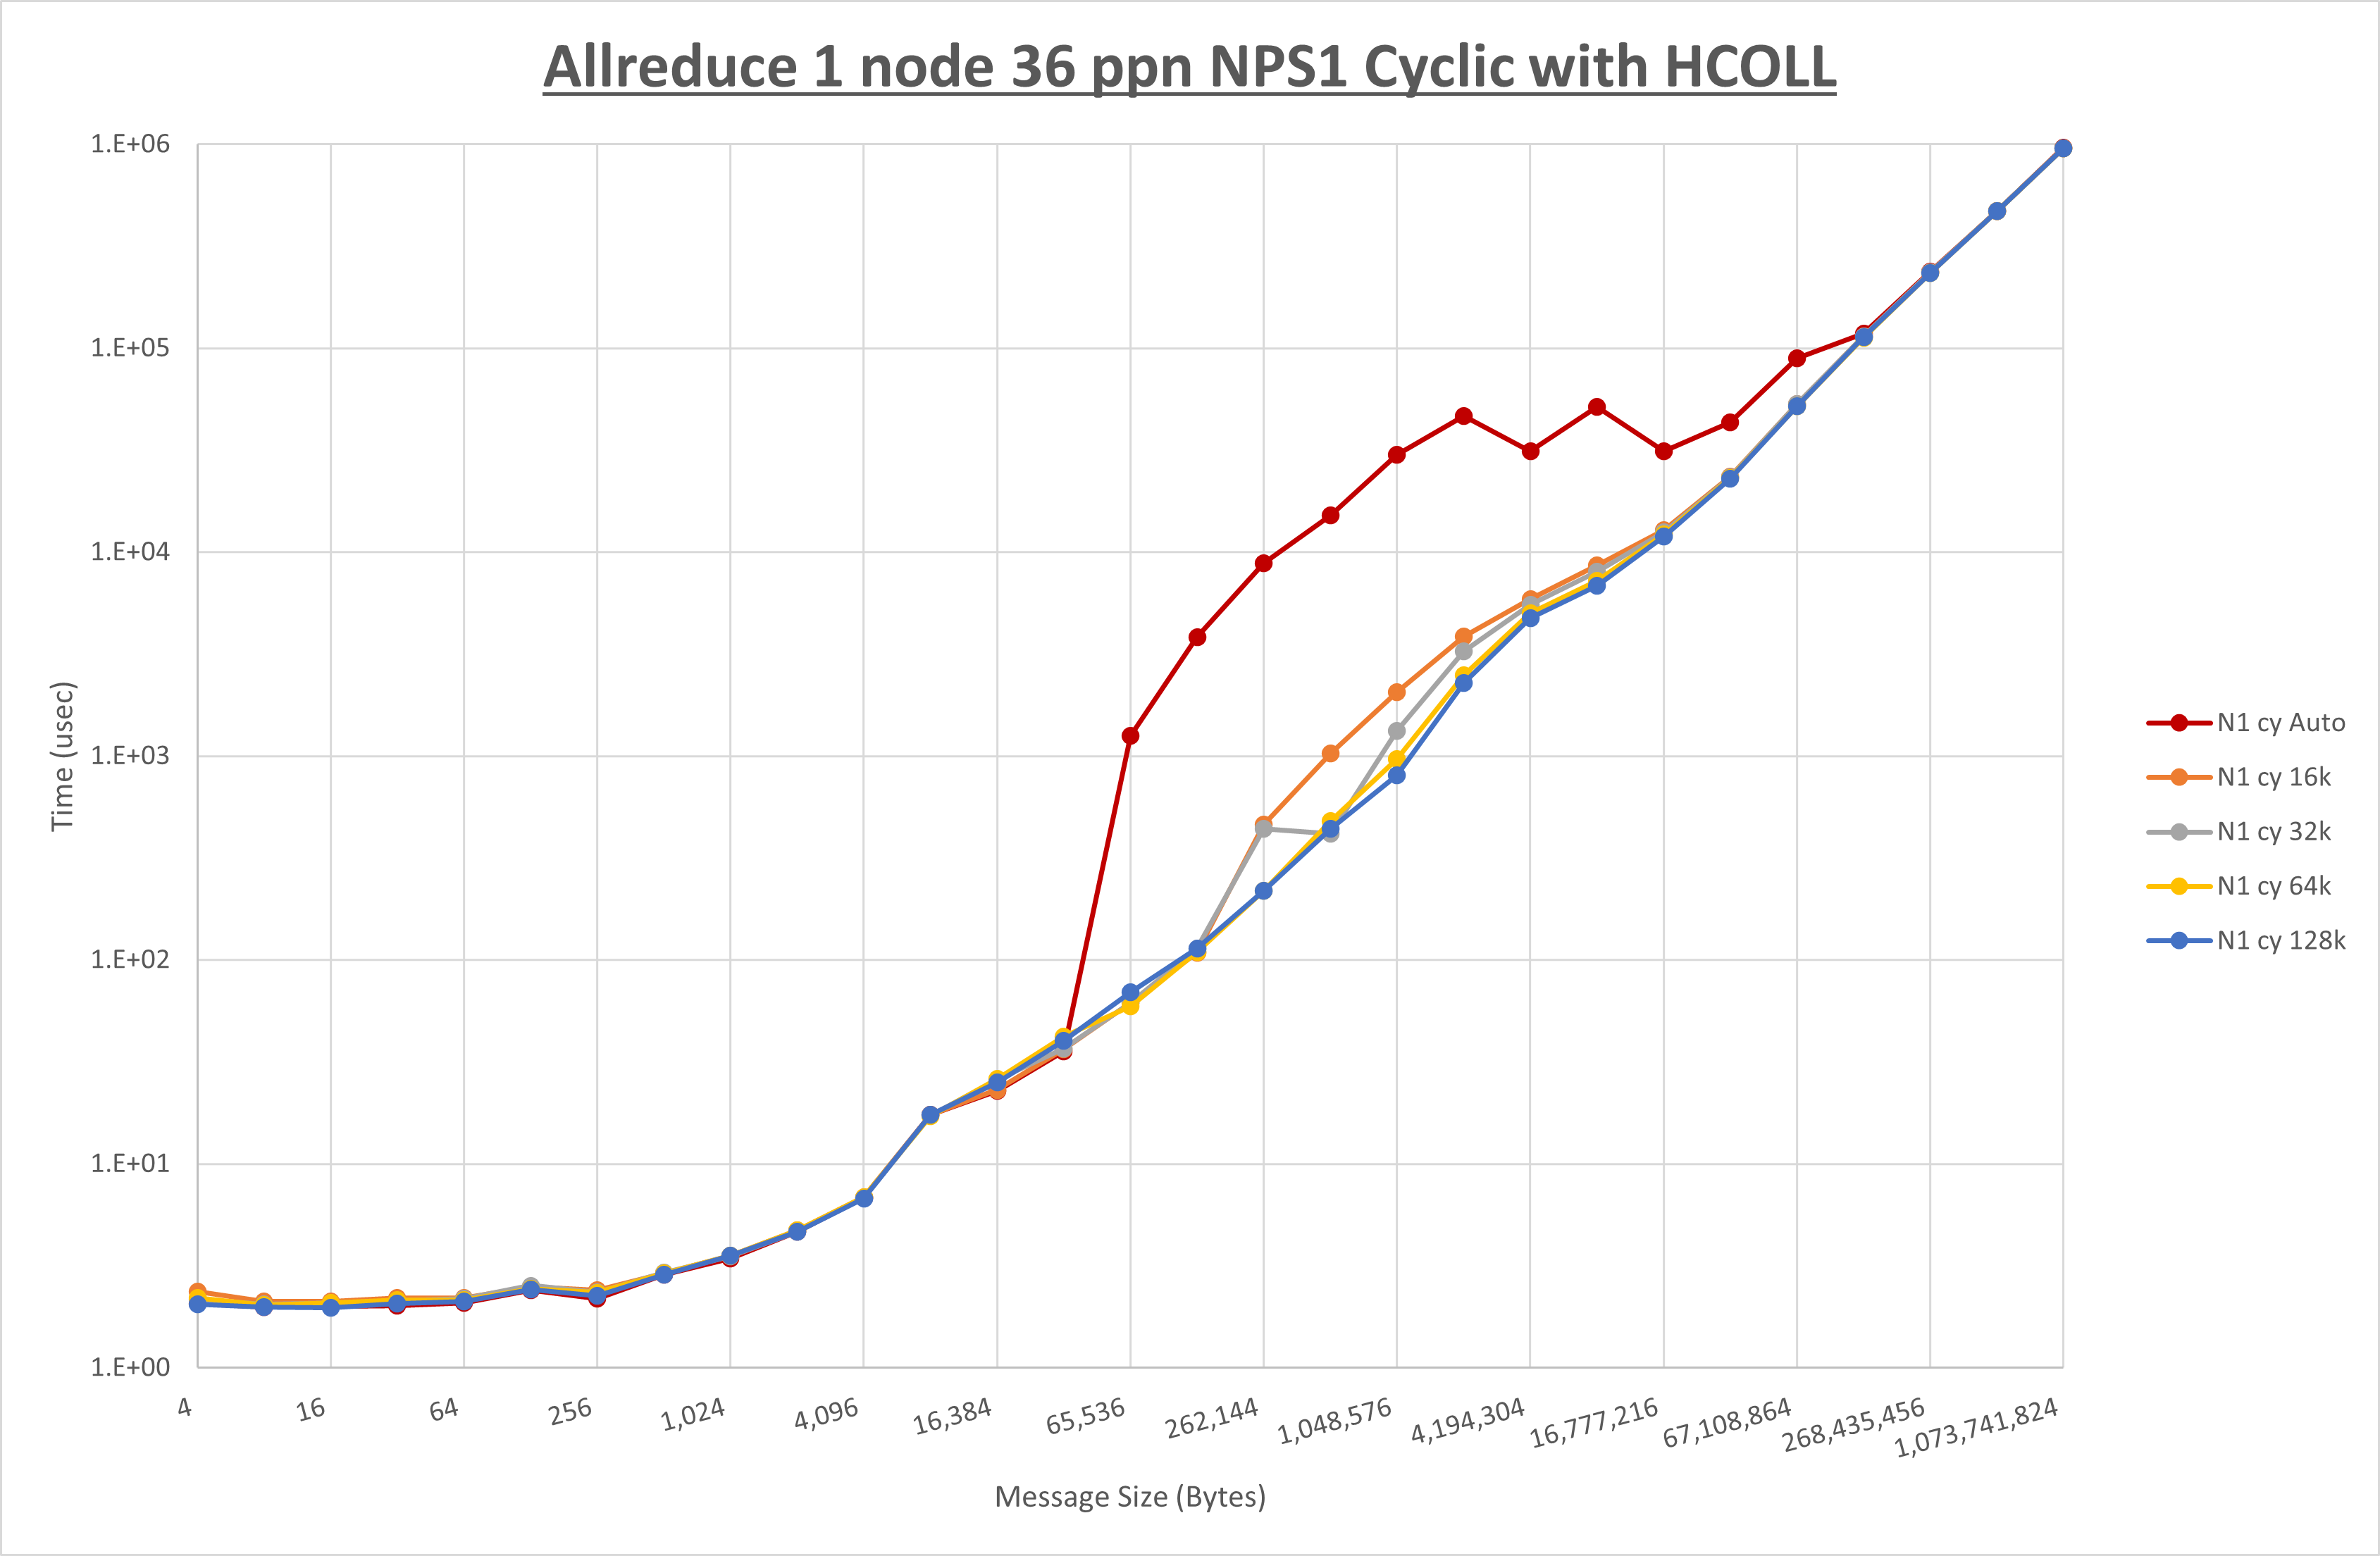 Allreduce 1 node 36 ppn NPS1 Cyclic with HCOLL
1.E+06
1.E+05
1.E+04
1.E+03
1.E+02
1.E+01
1.E+00
Time (usec)
4
16
64
256
1,024
4,096
16,384
65,536
262,144
1,048,576
4,194,304
16,777,216
67,108,864
268,435,456
1,073,741,824
Message Size (Bytes)
N1 cy Auto
N1 cy 16k
N1 cy 32k
N1 cy 64k
N1 cy 128k